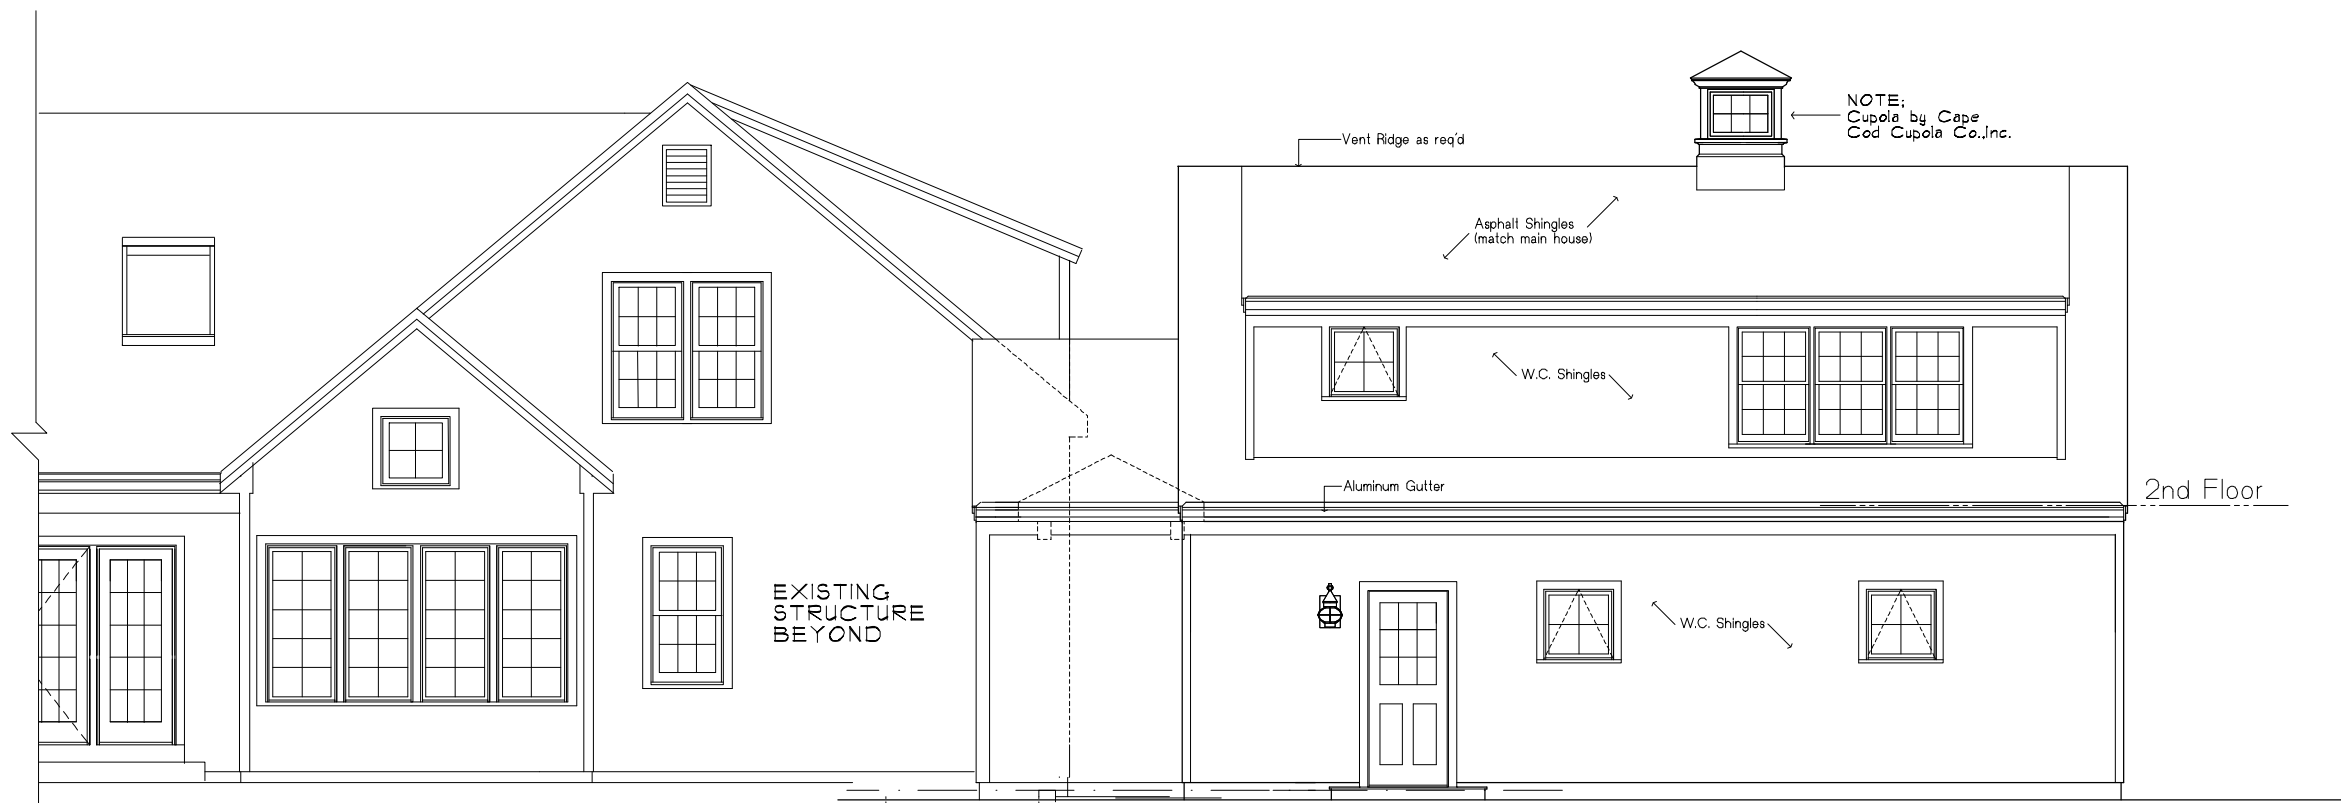 NOTE;
Cupola by Cape
Cod Cupola Co.,Inc.
Vent Ridge as req'd
Asphalt Shingles
(match main house)
W.C. Shingles
Aluminum Gutter
2nd Floor
EXISTING
STRUCTURE
BEYOND
W.C. Shingles